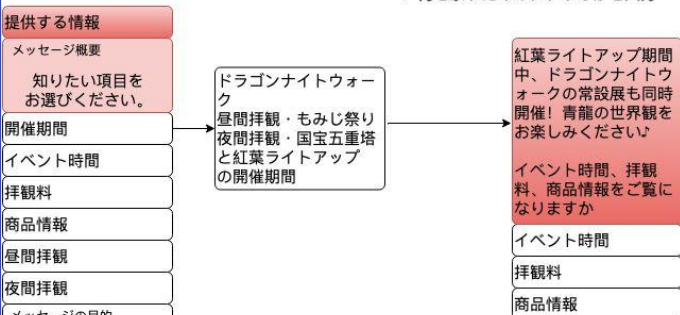 提供する情報
メッセージ概要
知りたい項目を
お選びください。
開催期間
イベント時間
拝観料
商品情報
昼間拝観
夜間拝観
ドラゴンナイトウォー
ク
昼間拝観・もみじ祭り
夜間拝観・国宝五重塔
と紅葉ライトアップ
の開催期間
紅葉ライトアップ期間
中、ドラゴンナイトウ
ォークの常設展も同時
開催！青龍の世界観を
お楽しみください♪
イベント時間、拝観
料、商品情報をご覧に
なりますか
イベント時間
拝観料
商品情報